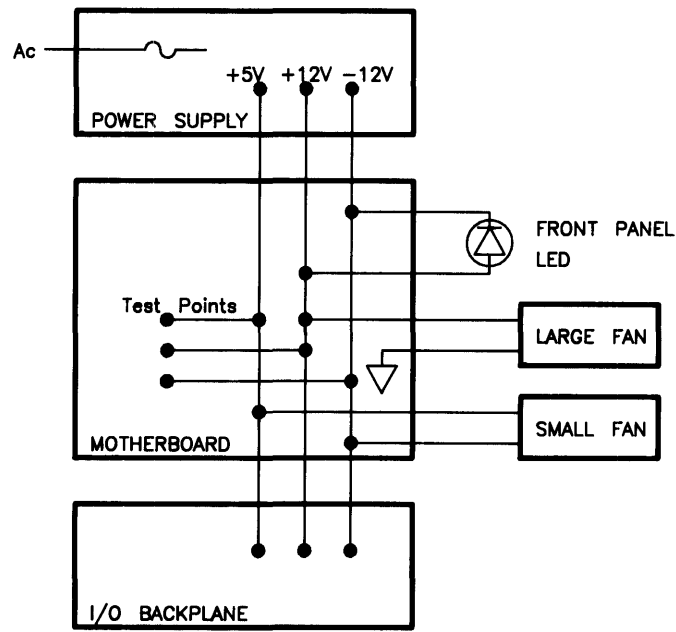 Ac
+5V +12V -12V
POWER SUPPLY
FRONT PANEL
LED
Test Points
LARGE FAN
SMALL FAN
MOTHERBOARD
I/O BACKPLANE